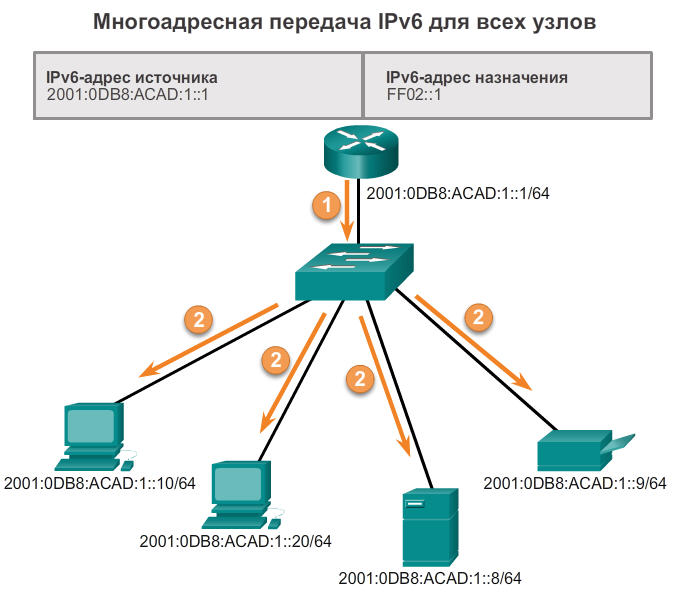 Многоадресная передача IPv6 для всех узлов
IPv6-адрес источника
2001:0DB8:ACAD:1::1
IPv6-адрес назначения
FF02::1
1
2001:0DB8:ACAD:1::1/64
2
2
2
2
2001:0DB8:ACAD:1::10/64
2001:0DB8:ACAD:1::20/64
2001:0DB8:ACAD:1::8/64
2001:0DB8:ACAD:1::9/64